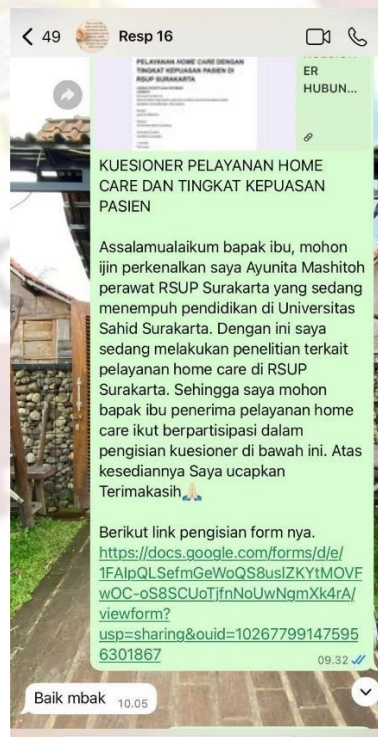 49 Resp 16
PELAYANAN HOME CARE DENGAN
TINGKAT KEPUASAN PASIEN DI
RSUP SURAKARTA
ER
HUBUN...
KUESIONER PELAYANAN HOME
CARE DAN TINGKAT KEPUASAN
PASIEN
Assalamualaikum bapak ibu, mohon
ijin perkenalkan saya Ayunita Mashitoh
perawat RSUP Surakarta yang sedang
menempuh pendidikan di Universitas
Sahid Surakarta. Dengan ini saya
sedang melakukan penelitian terkait
pelayanan home care di RSUP
Surakarta. Sehingga saya mohon
bapak ibu penerima pelayanan home
care ikut berpartisipasi dalam
pengisian kuesioner di bawah ini. Atas
kesediannya Saya ucapkan
Terimakasih🙏🏻
Berikut link pengisian form nya.
https://docs.google.com/forms/d/e/
1FAIpQLSefmGeWoQS8uslZKYtMOVF
wOC-oS8SCUoTjfnNoUwNgmXk4rA/
viewform?
usp=sharing&ouid=10267799147595
6301867
09.32
Baik mbak 10.05